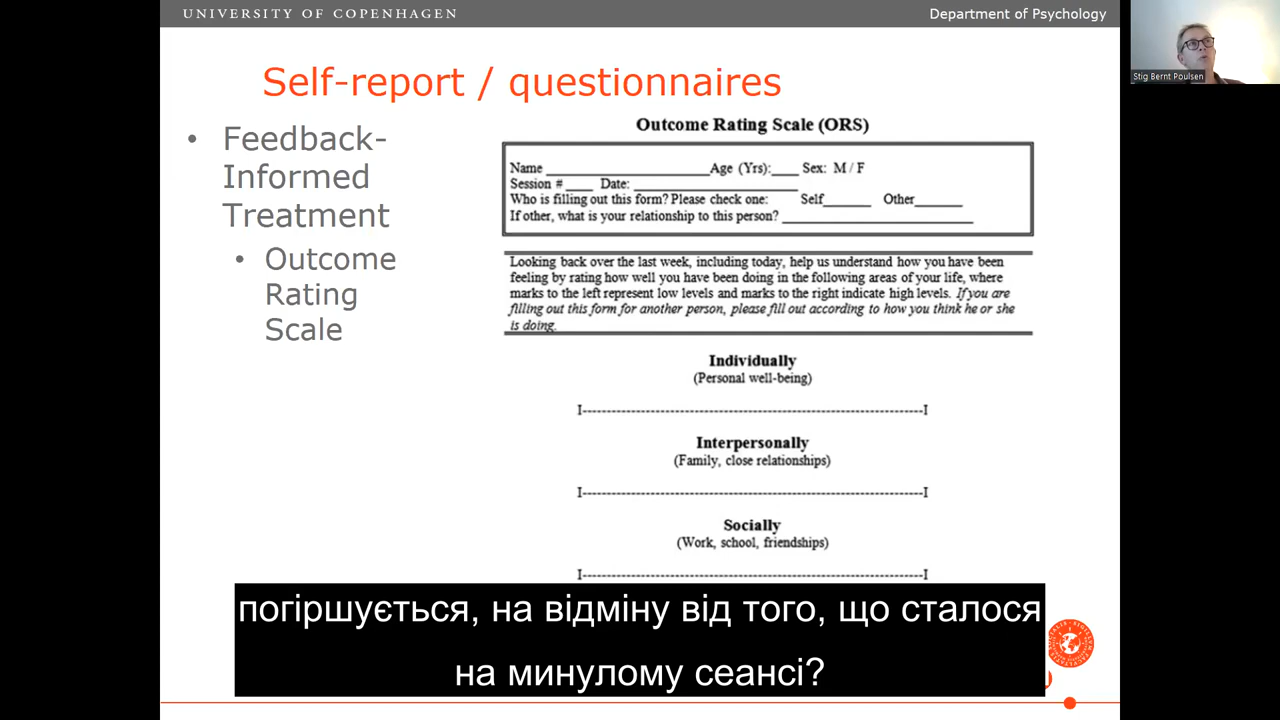 UNIVERSITY OF COPENHAGEN
Department of Psychology
Stig Bernt Poulsen
Self-report / questionnaires
• Feedback-
Informed
Treatment
• Outcome
Rating
Scale
Outcome Rating Scale (ORS)
Name ____________________Age (Yrs):____ Sex: M / F
Session # ____ Date: ____________________
Who is filling out this form? Please check one: Self_______ Other_______
If other, what is your relationship to this person? ____________________
Looking back over the last week, including today, help us understand how you have been
feeling by rating how well you have been doing in the following areas of your life, where
marks to the left represent low levels and marks to the right indicate high levels. If you are
filling out this form for another person, please fill out according to how you think he or she
is doing.
Individually
(Personal well-being)
I----------------------------------------------------------------------I
Interpersonally
(Family, close relationships)
I----------------------------------------------------------------------I
Socially
(Work, school, friendships)
I----------------------------------------------------------------------I
погіршується, на відміну від того, що сталося
на минулому сеансі?